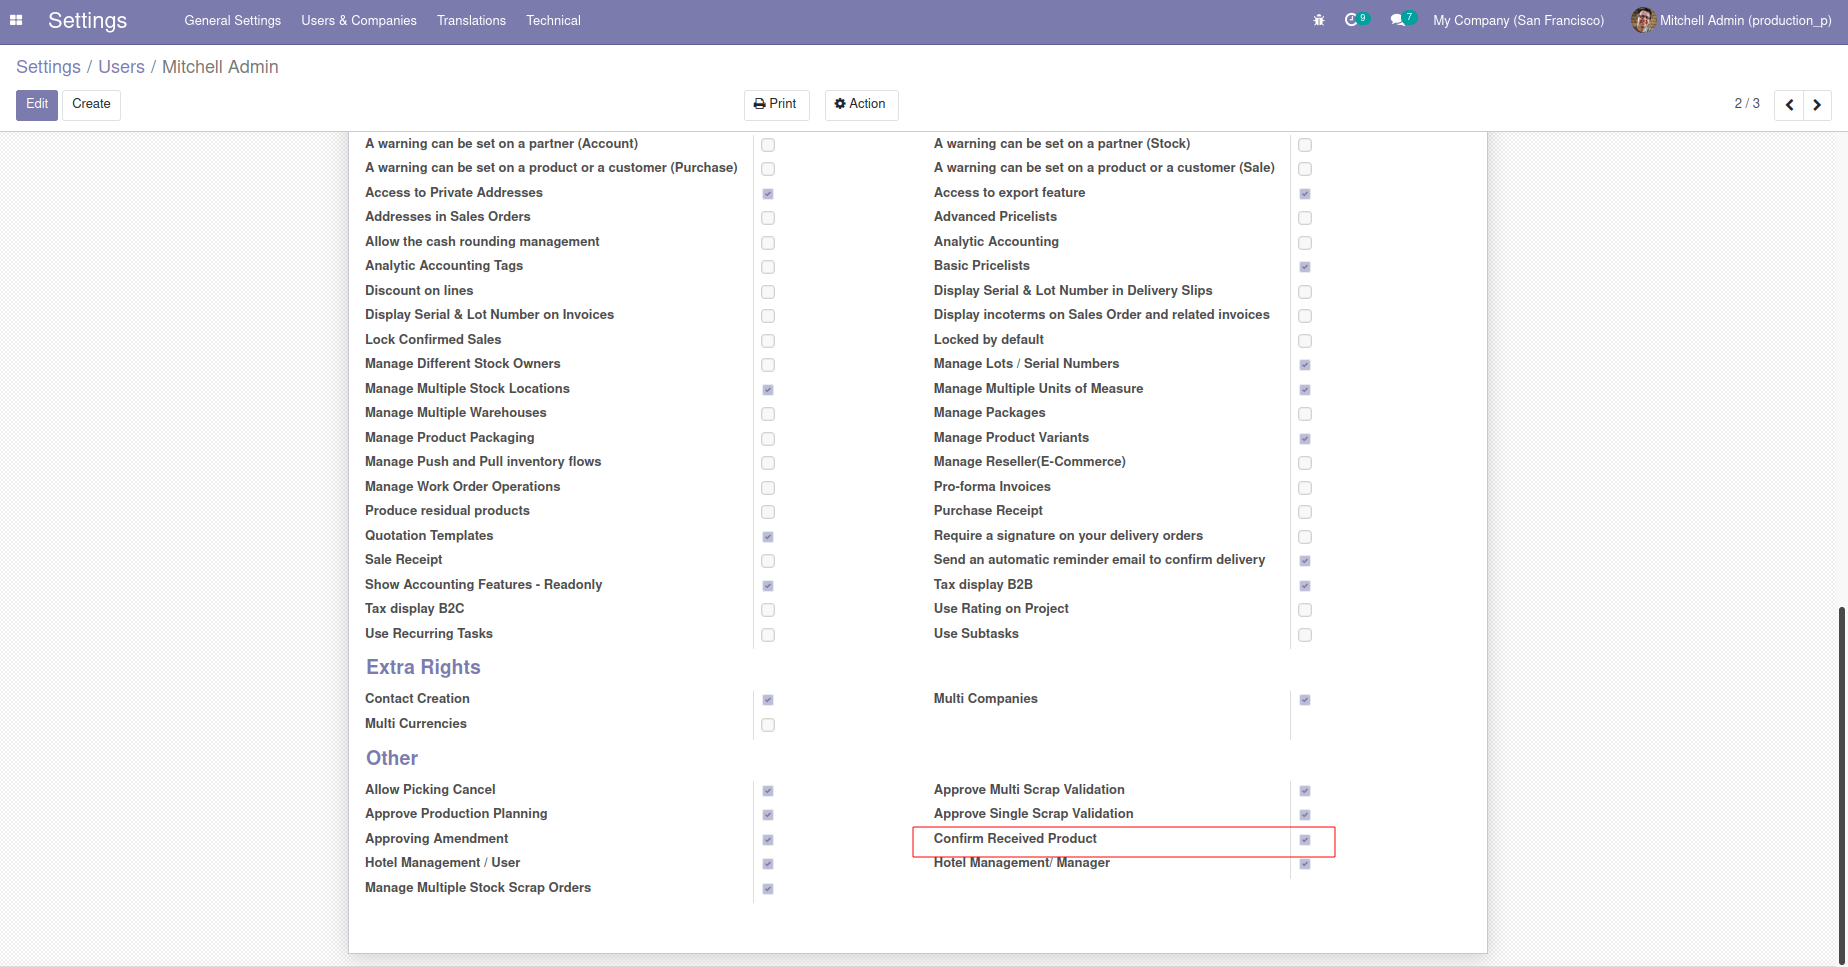 Settings General Settings Users & Companies Translations Technical 9 7 My Company (San Francisco) Mitchell Admin (production_p)
Settings / Users / Mitchell Admin
Edit Create Print Action 2 / 3
A warning can be set on a partner (Account) A warning can be set on a partner (Stock)
A warning can be set on a product or a customer (Purchase) A warning can be set on a product or a customer (Sale)
Access to Private Addresses Access to export feature
Addresses in Sales Orders Advanced Pricelists
Allow the cash rounding management Analytic Accounting
Analytic Accounting Tags Basic Pricelists
Discount on lines Display Serial & Lot Number in Delivery Slips
Display Serial & Lot Number on Invoices Display incoterms on Sales Order and related invoices
Lock Confirmed Sales Locked by default
Manage Different Stock Owners Manage Lots / Serial Numbers
Manage Multiple Stock Locations Manage Multiple Units of Measure
Manage Multiple Warehouses Manage Packages
Manage Product Packaging Manage Product Variants
Manage Push and Pull inventory flows Manage Reseller(E-Commerce)
Manage Work Order Operations Pro-forma Invoices
Produce residual products Purchase Receipt
Quotation Templates Require a signature on your delivery orders
Sale Receipt Send an automatic reminder email to confirm delivery
Show Accounting Features - Readonly Tax display B2B
Tax display B2C Use Rating on Project
Use Recurring Tasks Use Subtasks
Extra Rights
Contact Creation Multi Companies
Multi Currencies
Other
Allow Picking Cancel Approve Multi Scrap Validation
Approve Production Planning Approve Single Scrap Validation
Approving Amendment Confirm Received Product
Hotel Management / User Hotel Management/ Manager
Manage Multiple Stock Scrap Orders